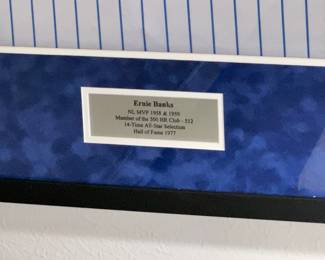 Ernie Banks
NL MVP 1958 & 1959
Member of the 500 HR Club - 512
14-Time All-Star Selection
Hall of Fame 1977